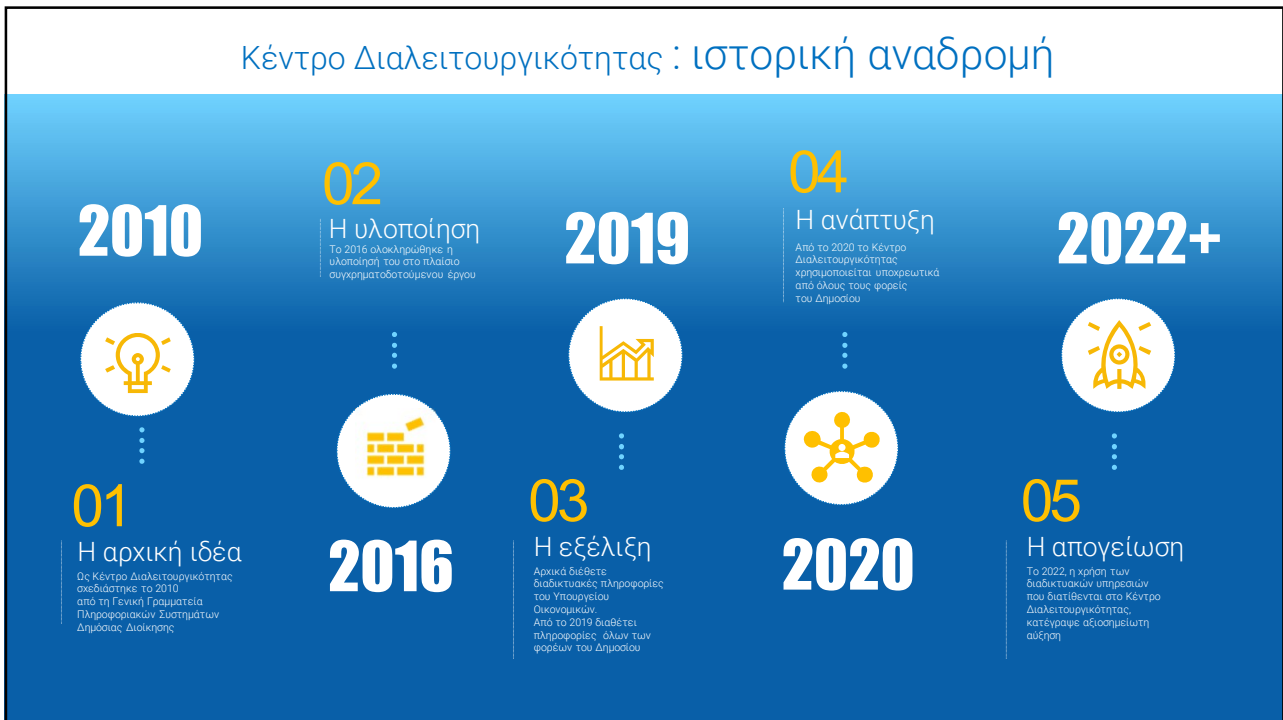 Κέντρο Διαλειτουργικότητας : ιστορική αναδρομή
2010
01
Η αρχική ιδέα
Ως Κέντρο Διαλειτουργικότητας
σχεδιάστηκε το 2010
από τη Γενική Γραμματεία
Πληροφοριακών Συστημάτων
Δημόσιας Διοίκησης
02
Η υλοποίηση
Το 2016 ολοκληρώθηκε η
υλοποίησή του στο πλαίσιο
συγχρηματοδοτούμενου έργου
2016
2019
03
Η εξέλιξη
Αρχικά διέθετε
διαδικτυακές πληροφορίες
του Υπουργείου
Οικονομικών.
Από το 2019 διαθέτει
πληροφορίες όλων των
φορέων του Δημοσίου
04
Η ανάπτυξη
Από το 2020 το Κέντρο
Διαλειτουργικότητας
χρησιμοποιείται υποχρεωτικά
από όλους τους φορείς
του Δημοσίου
2020
2022+
05
Η απογείωση
Το 2022, η χρήση των
διαδικτυακών υπηρεσιών
που διατίθενται στο Κέντρο
Διαλειτουργικότητας,
κατέγραψε αξιοσημείωτη
αύξηση